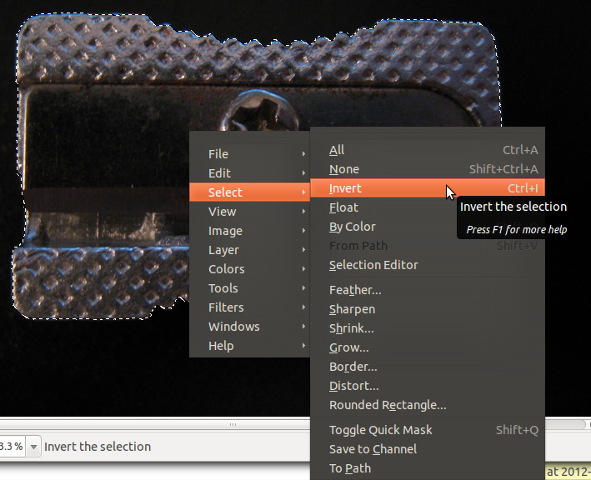 File
Edit
Select
View
Image
Layer
Colors
Tools
Filters
Windows
Help
All Ctrl+A
None Shift+Ctrl+A
Invert Ctrl+I
Float
By Color
From Path Shift+V
Selection Editor
Feather...
Sharpen
Shrink...
Grow...
Border...
Distort...
Rounded Rectangle...
Toggle Quick Mask Shift+Q
Save to Channel
To Path
Invert the selection
Press F1 for more help
3.3 % Invert the selection
at 2012-